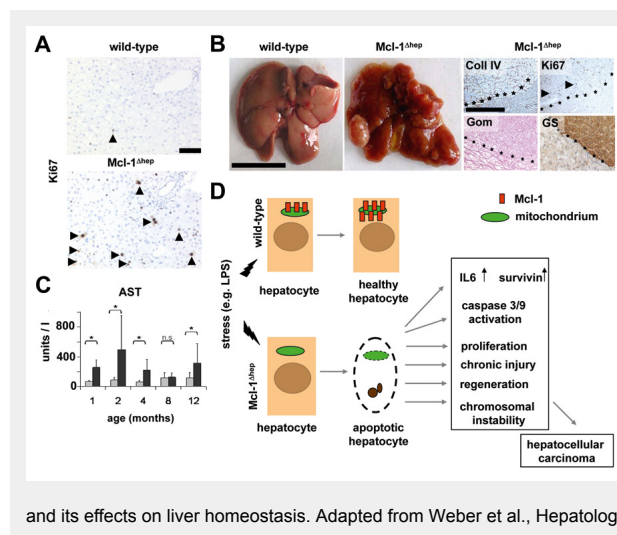 A
wild-type
Mcl-1Δhep
Ki67
B
wild-type
Mcl-1Δhep
Mcl-1Δhep
Coll IV
Ki67
Gom
GS
C
AST
units / l
800
400
0
*
*
*
n s
*
1 2 4 8 12
age (months)
D
Mcl-1
mitochondrium
wild-type
hepatocyte
healthy
hepatocyte
stress (e.g. LPS)
Mcl-1Δhep
hepatocyte
apoptotic
hepatocyte
IL6 survivin
caspase 3/9
activation
proliferation
chronic injury
regeneration
chromosomal
instability
hepatocellular
carcinoma
and its effects on liver homeostasis. Adapted from Weber et al., Hepatolog